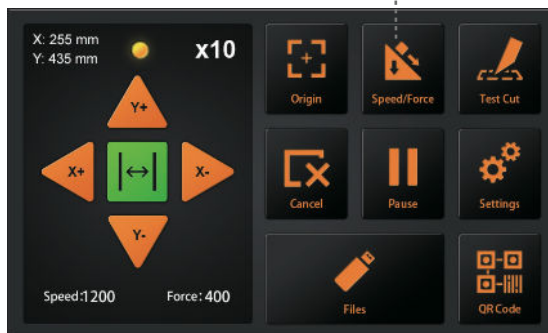 X: 255 mm
Y: 435 mm
x10
Y+
X+
X-
Y-
Speed:1200
Force:400
Origin
Speed/Force
Test Cut
Cancel
Pause
Settings
Files
QR Code